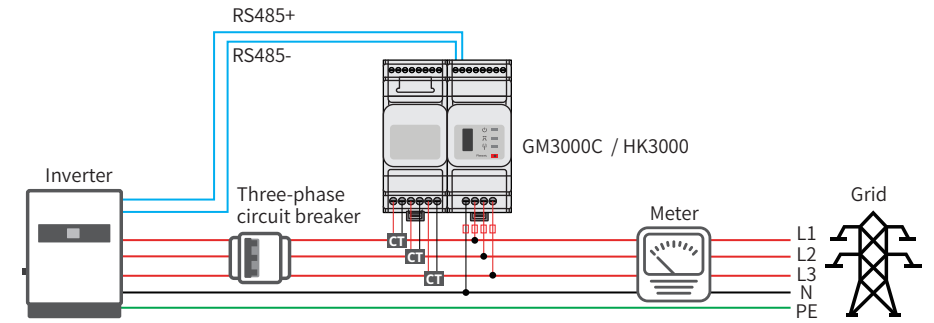 RS485+
RS485-
GM3000C / HK3000
Inverter
Three-phase
circuit breaker
Meter
Grid
CT
CT
CT
L1
L2
L3
N
PE